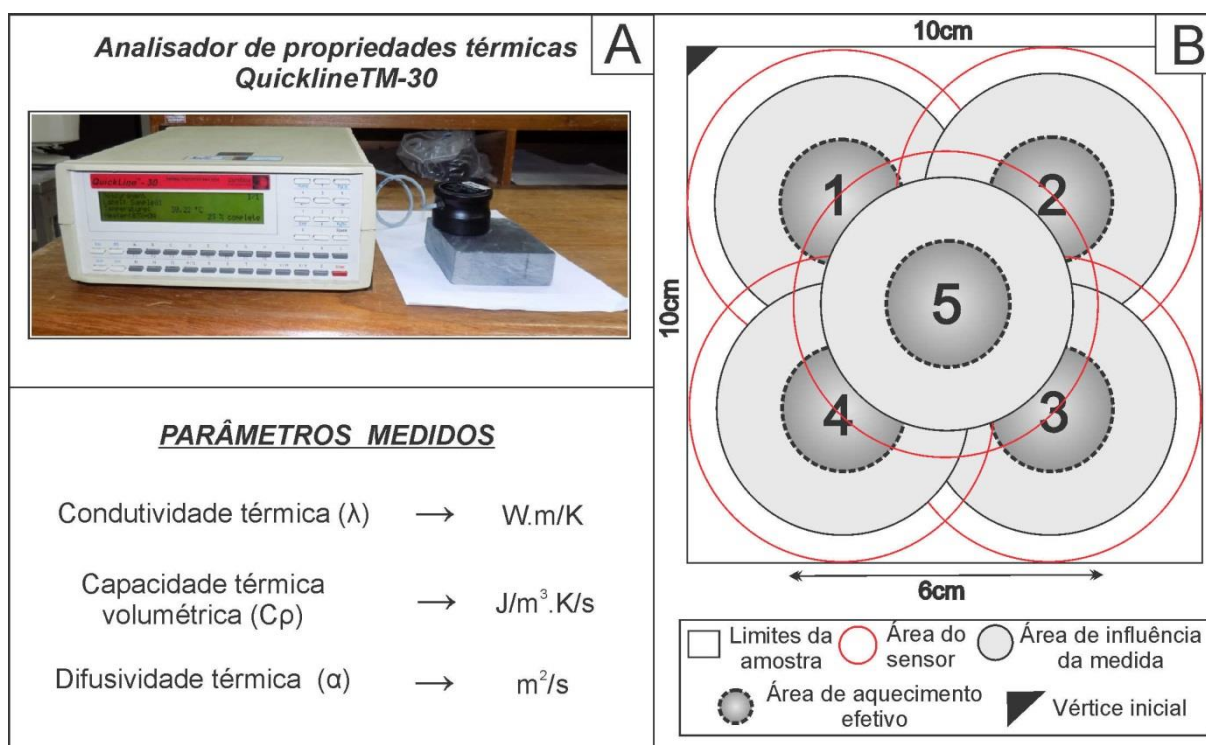 Analisador de propriedades térmicas
QuicklineTM-30
A
QuickLine - 30
PARÂMETROS MEDIDOS
Condutividade térmica (λ) → W.m/K
Capacidade térmica
volumétrica (Cρ) → J/m³.K/s
Difusividade térmica (α) → m²/s
10cm
B
10cm
1
2
5
4
3
6cm
Limites da
amostra
Área do
sensor
Área de influência
da medida
Área de aquecimento
efetivo
Vértice inicial